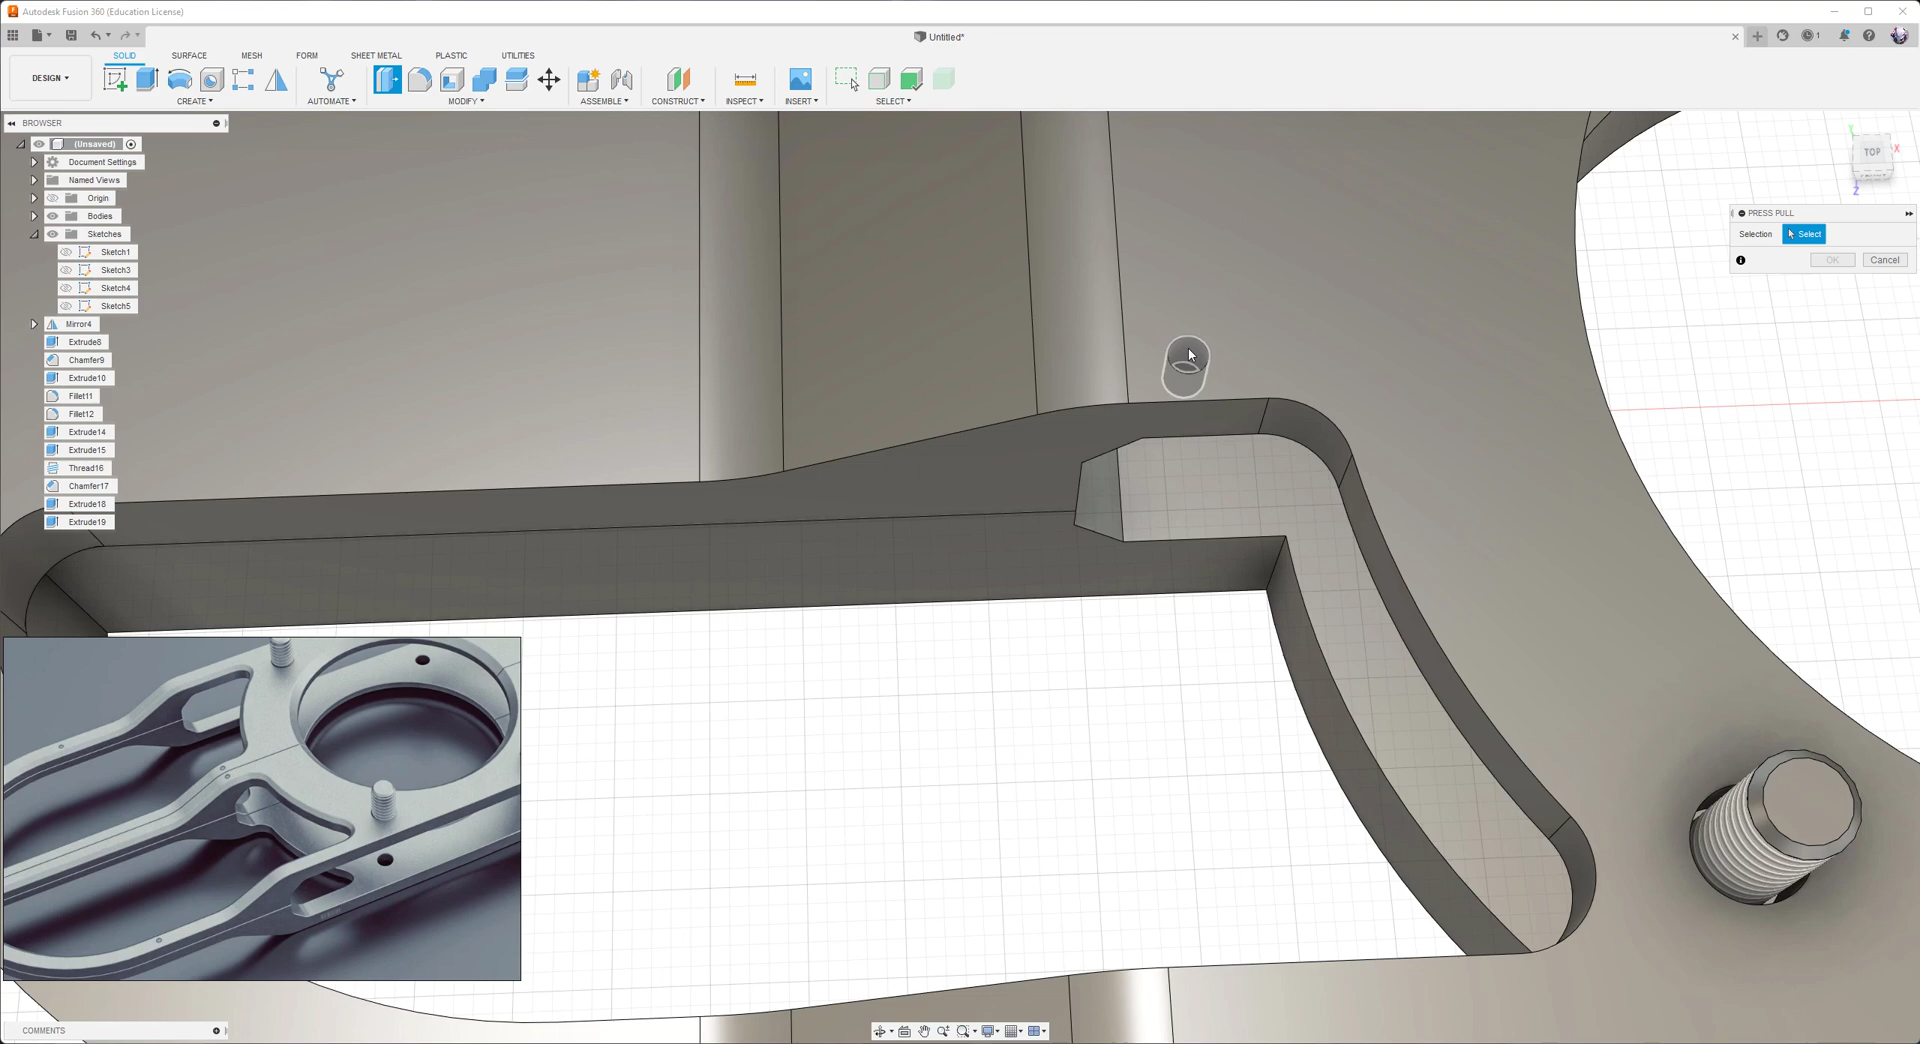 Autodesk Fusion 360 (Education License)
Untitled*
1
DESIGN
SOLID
SURFACE
MESH
FORM
SHEET METAL
PLASTIC
UTILITIES
CREATE
AUTOMATE
MODIFY
ASSEMBLE
CONSTRUCT
INSPECT
INSERT
SELECT
BROWSER
(Unsaved)
Document Settings
Named Views
Origin
Bodies
Sketches
Sketch1
Sketch3
Sketch4
Sketch5
Mirror4
Extrude8
Chamfer9
Extrude10
Fillet11
Fillet12
Extrude14
Extrude15
Thread16
Chamfer17
Extrude18
Extrude19
Y
TOP
X
Z
PRESS PULL
Selection
Select
OK
Cancel
COMMENTS